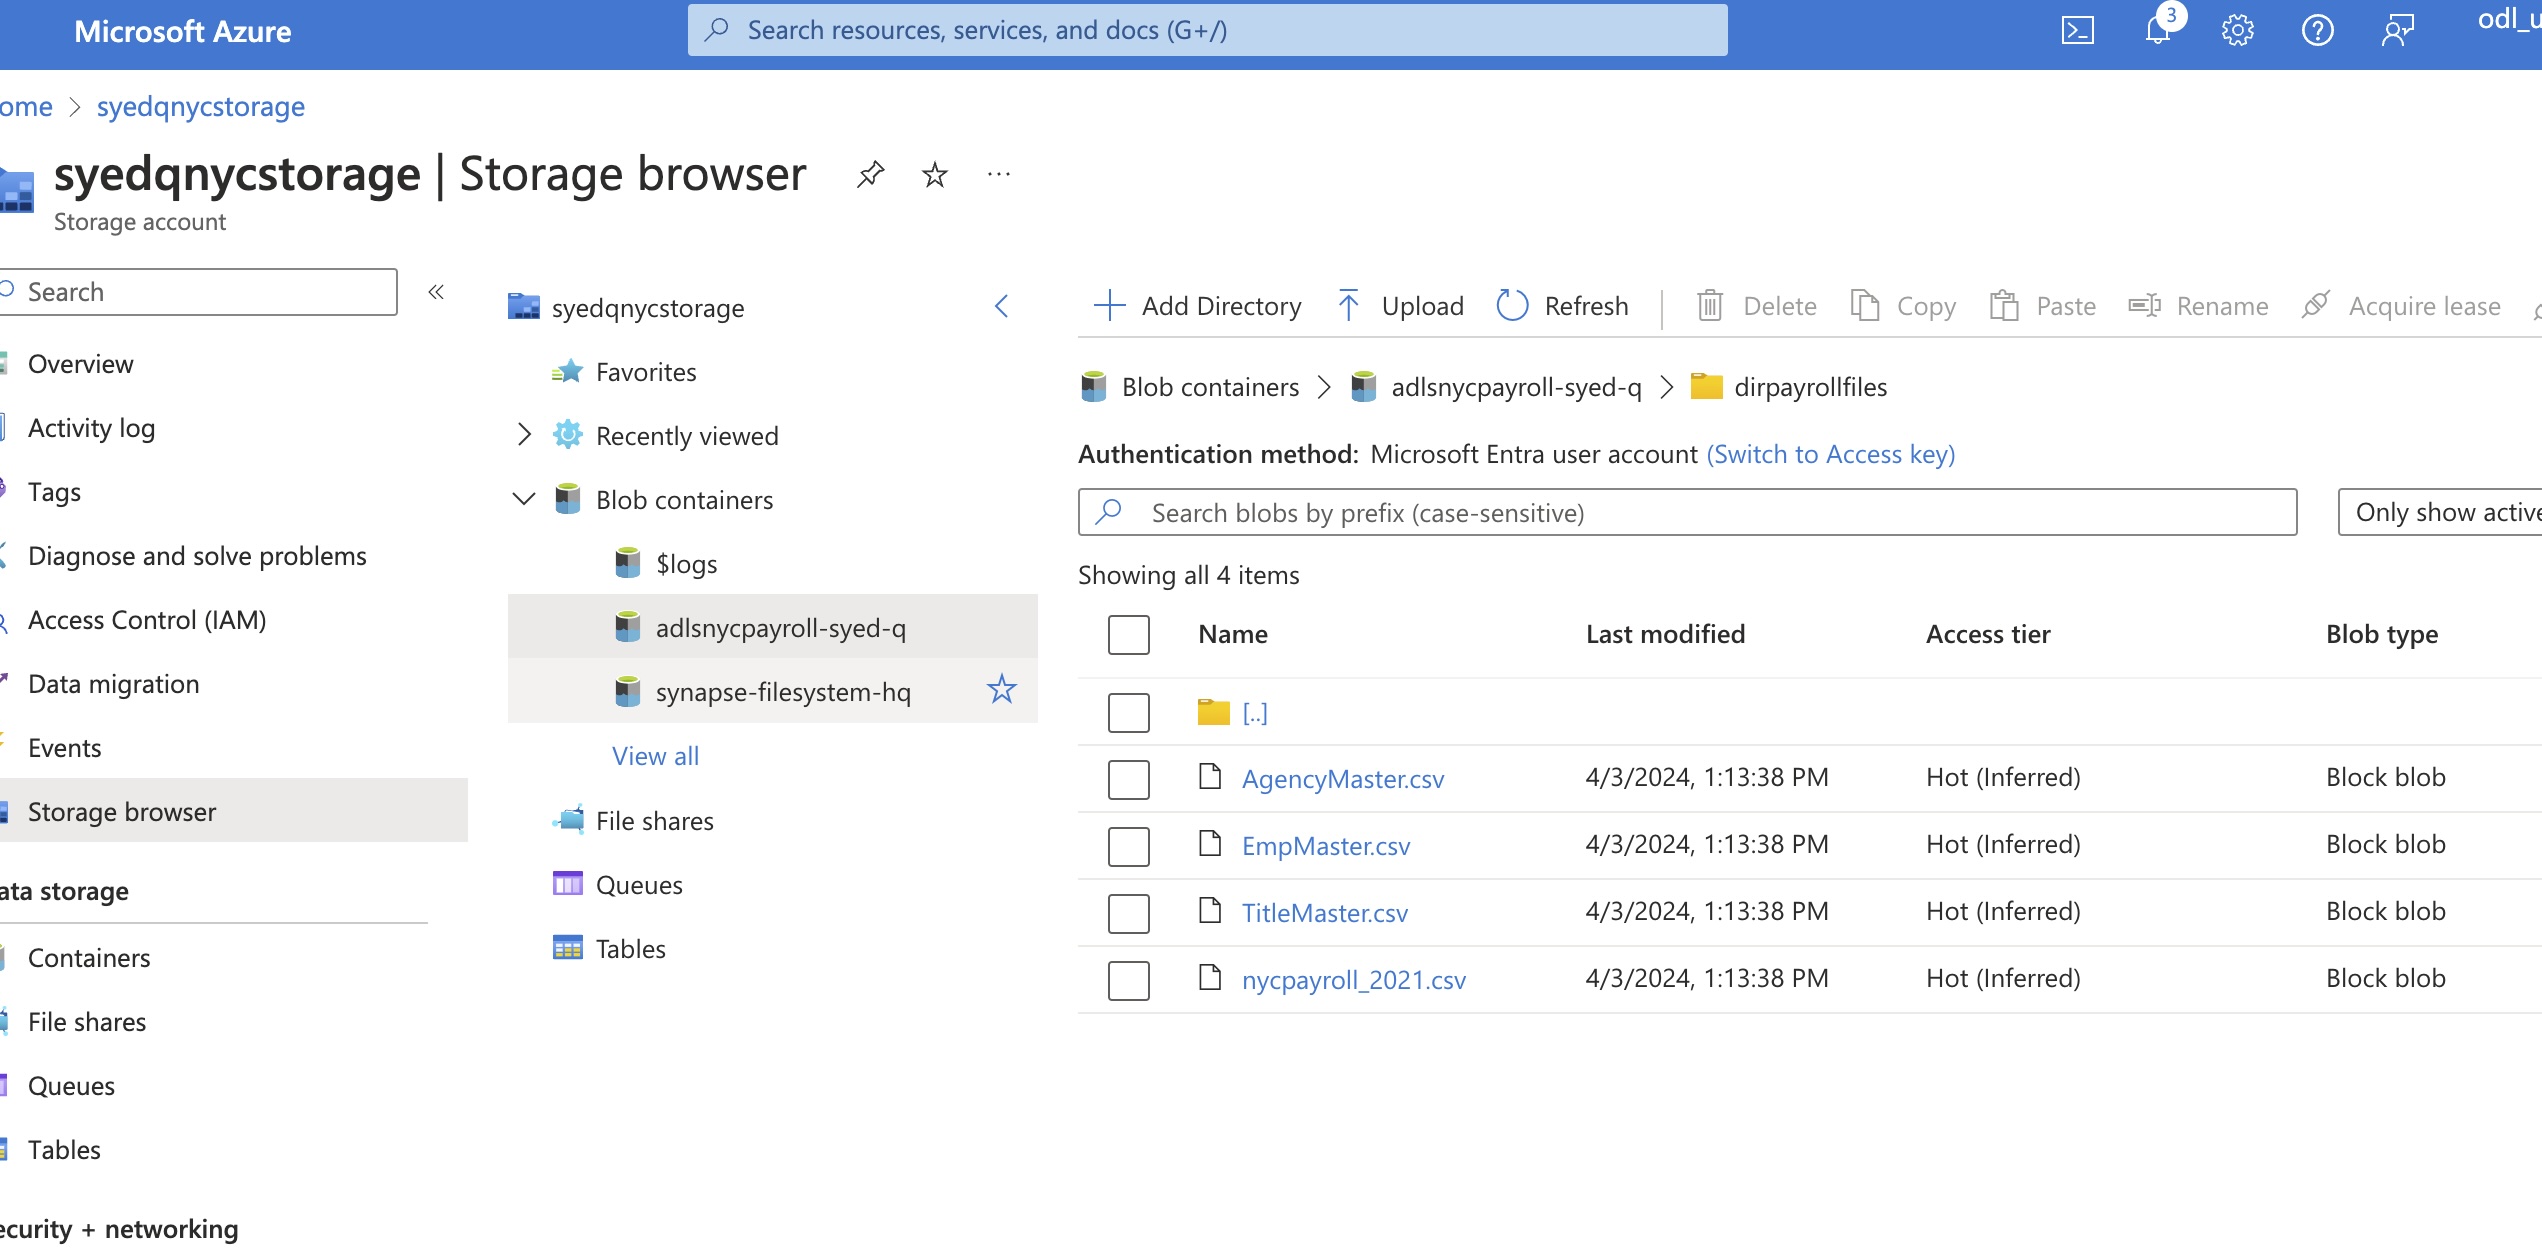 Microsoft Azure
Search resources, services, and docs (G+/)
3
ome > syedqnycstorage
syedqnycstorage | Storage browser
Storage account
Search
Overview
Activity log
Tags
Diagnose and solve problems
Access Control (IAM)
Data migration
Events
Storage browser
ata storage
Containers
File shares
Queues
Tables
ecurity + networking
syedqnycstorage
Favorites
Recently viewed
Blob containers
$logs
adlsnycpayroll-syed-q
synapse-filesystem-hq
View all
File shares
Queues
Tables
Add Directory Upload Refresh Delete Copy Paste Rename Acquire lease
Blob containers > adlsnycpayroll-syed-q > dirpayrollfiles
Authentication method: Microsoft Entra user account (Switch to Access key)
Search blobs by prefix (case-sensitive)
Only show active
Showing all 4 items
Name Last modified Access tier Blob type
[..]
AgencyMaster.csv 4/3/2024, 1:13:38 PM Hot (Inferred) Block blob
EmpMaster.csv 4/3/2024, 1:13:38 PM Hot (Inferred) Block blob
TitleMaster.csv 4/3/2024, 1:13:38 PM Hot (Inferred) Block blob
nycpayroll_2021.csv 4/3/2024, 1:13:38 PM Hot (Inferred) Block blob